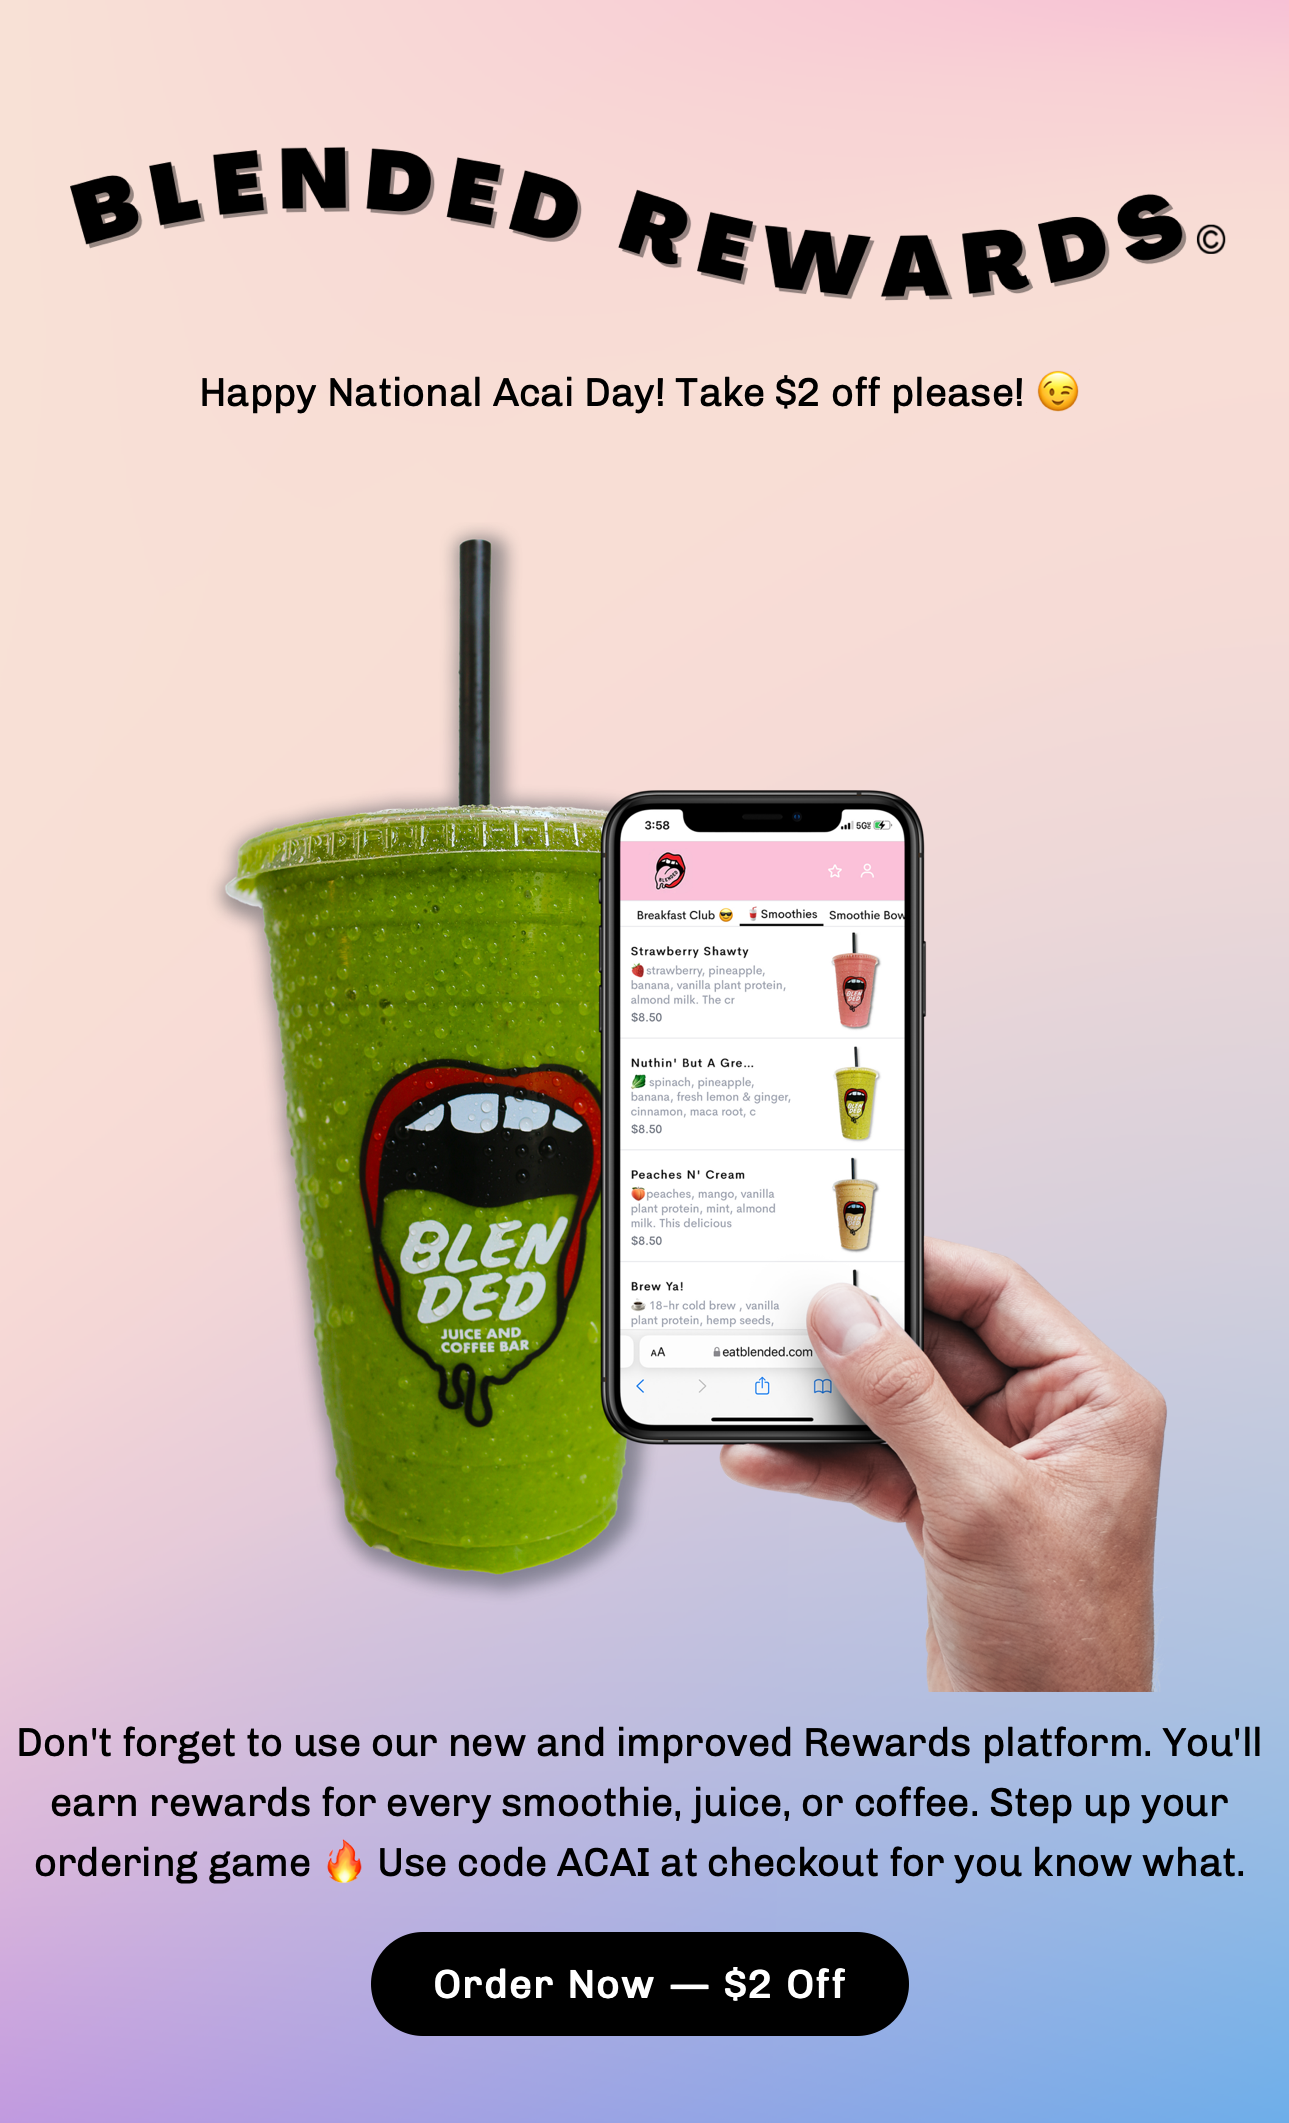 BLENDED REWARDS©
Happy National Acai Day! Take $2 off please! 😉
BLEN
DED
JUICE AND
COFFEE BAR
3:58
BLENDED
Breakfast Club 😎 🥤Smoothies Smoothie Bow
Strawberry Shawty
🍓strawberry, pineapple,
banana, vanilla plant protein,
almond milk. The cr
$8.50
BLEN
DED
Nuthin' But A Gre...
🥬 spinach, pineapple,
banana, fresh lemon & ginger,
cinnamon, maca root, c
$8.50
BLEN
DED
Peaches N' Cream
🍑peaches, mango, vanilla
plant protein, mint, almond
milk. This delicious
$8.50
Brew Ya!
☕ 18-hr cold brew , vanilla
plant protein, hemp seeds,
AA eatblended.com
Don't forget to use our new and improved Rewards platform. You'll
earn rewards for every smoothie, juice, or coffee. Step up your
ordering game 🔥 Use code ACAI at checkout for you know what.
Order Now — $2 Off